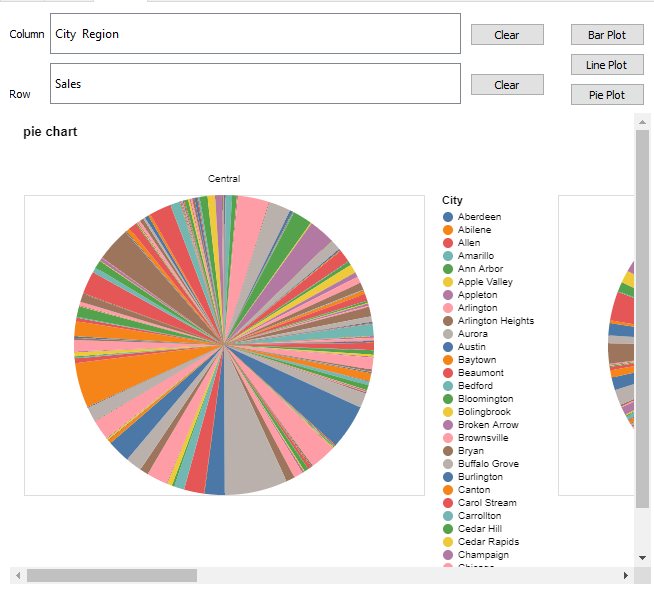 Column
City  Region
Clear
Bar Plot
Line Plot
Row
Sales
Clear
Pie Plot
pie chart
Central
City
Aberdeen
Abilene
Allen
Amarillo
Ann Arbor
Apple Valley
Appleton
Arlington
Arlington Heights
Aurora
Austin
Baytown
Beaumont
Bedford
Bloomington
Bolingbrook
Broken Arrow
Brownsville
Bryan
Buffalo Grove
Burlington
Canton
Carol Stream
Carrollton
Cedar Hill
Cedar Rapids
Champaign
Chicago